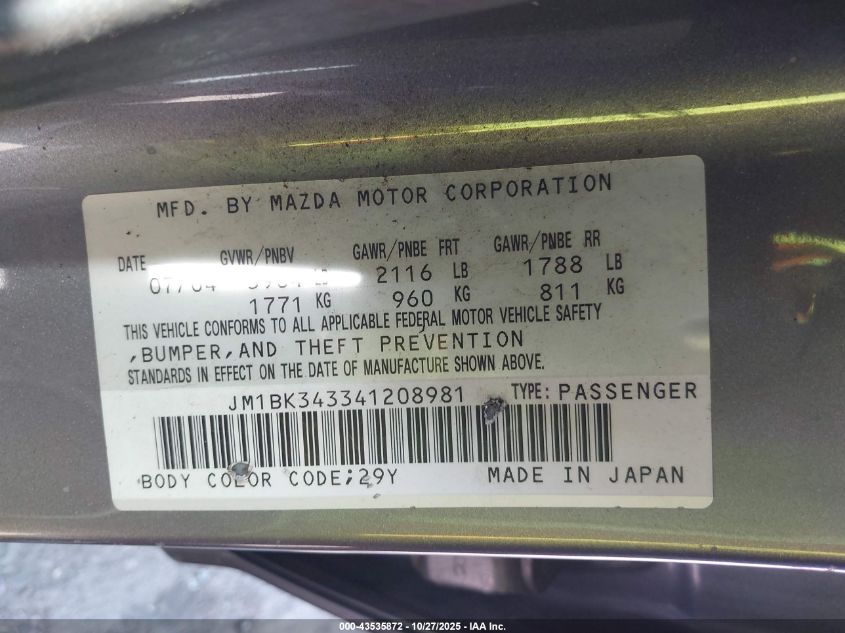 MFD. BY MAZDA MOTOR CORPORATION
DATE GVWR/PNBV GAWR/PNBE FRT GAWR/PNBE RR
07/04 LB 2116 LB 1788 LB
1771 KG 960 KG 811 KG
THIS VEHICLE CONFORMS TO ALL APPLICABLE FEDERAL MOTOR VEHICLE SAFETY
,BUMPER,AND THEFT PREVENTION
STANDARDS IN EFFECT ON THE DATE OF MANUFACTURE SHOWN ABOVE.
JM1BK343341208981 TYPE: PASSENGER
BODY COLOR CODE;29Y MADE IN JAPAN
000-43535872 | 10/27/2025 - IAA Inc.